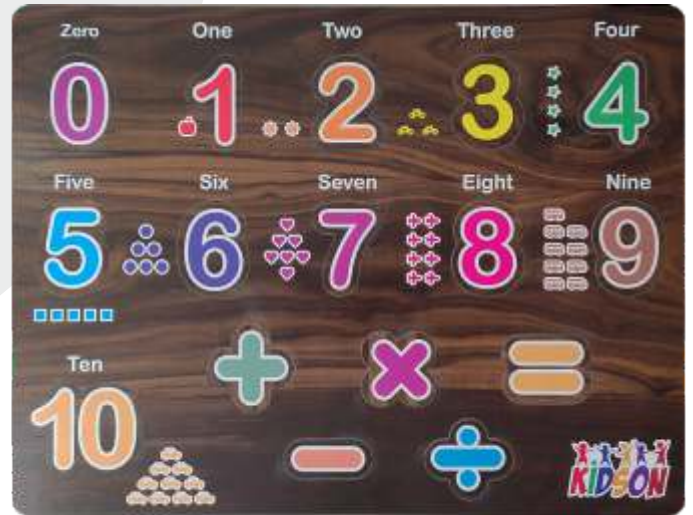 Zero One Two Three Four
0 1 2 3 4
Five Six Seven Eight Nine
5 6 7 8 9
+ × =
Ten
10
− ÷
KIDSON